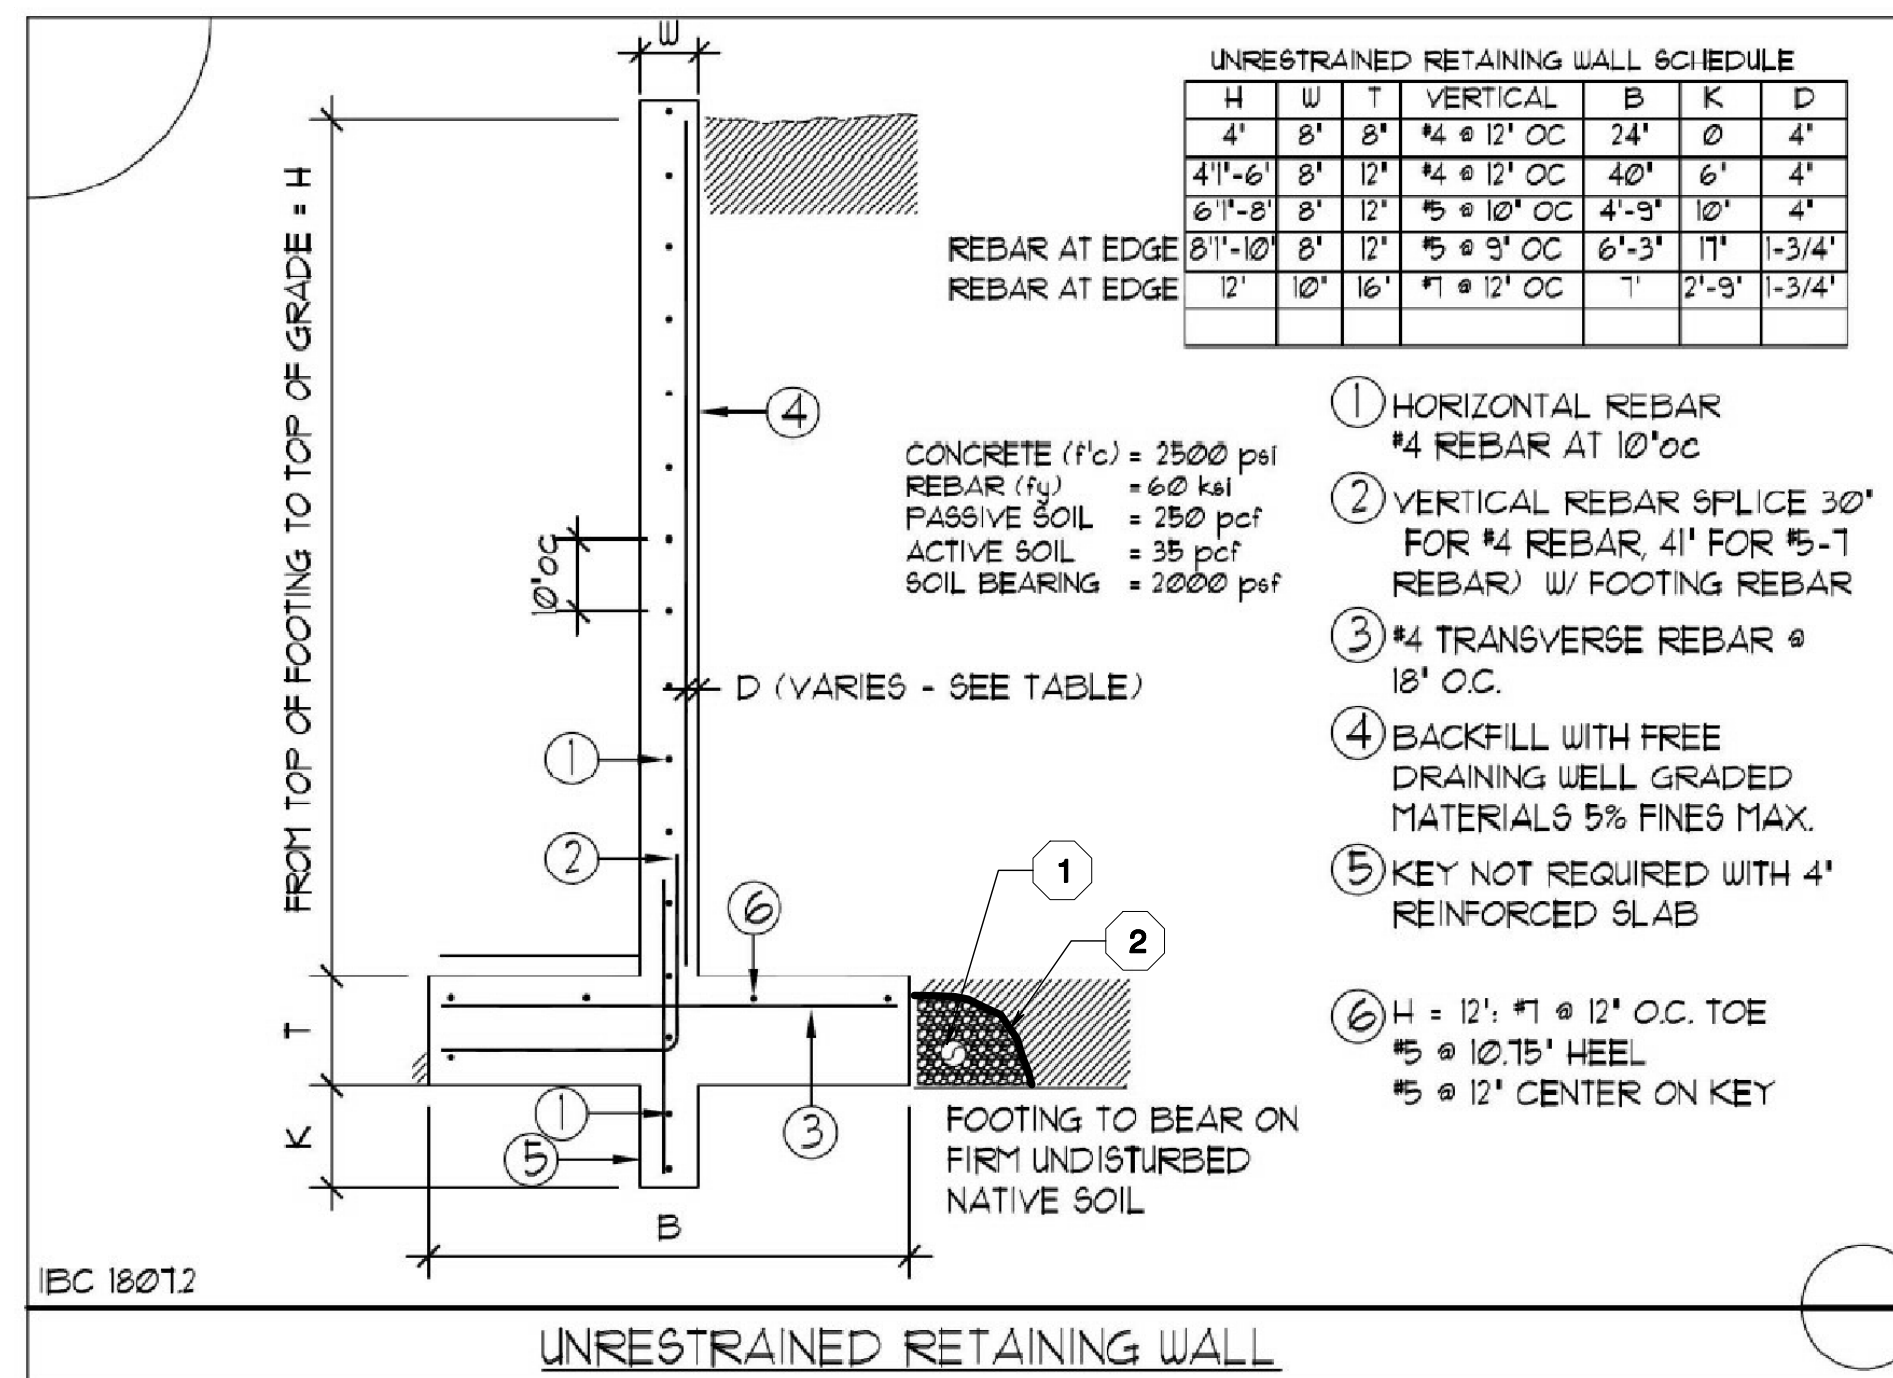 W
UNRESTRAINED RETAINING WALL SCHEDULE
H W T VERTICAL B K D
4' 8" 8" #4 @ 12" OC 24" 0 4"
4'1"-6' 8" 12" #4 @ 12" OC 40" 6" 4"
6'1"-8' 8" 12" #5 @ 10" OC 4'-9" 10" 4"
REBAR AT EDGE 8'1"-10' 8" 12" #5 @ 9" OC 6'-3" 17" 1-3/4"
REBAR AT EDGE 12' 10" 16" #7 @ 12" OC 7' 2'-9" 1-3/4"
FROM TOP OF FOOTING TO TOP OF GRADE = H
4
CONCRETE (f'c) = 2500 psi
REBAR (fy) = 60 ksi
PASSIVE SOIL = 250 pcf
ACTIVE SOIL = 35 pcf
SOIL BEARING = 2000 psf
10"OC
D (VARIES - SEE TABLE)
1
2
6
1
2
T
K
1
5
3
B
FOOTING TO BEAR ON
FIRM UNDISTURBED
NATIVE SOIL
1 HORIZONTAL REBAR
#4 REBAR AT 10"OC
2 VERTICAL REBAR SPLICE 30"
FOR #4 REBAR, 41" FOR #5-7
REBAR) W/ FOOTING REBAR
3 #4 TRANSVERSE REBAR @
18" O.C.
4 BACKFILL WITH FREE
DRAINING WELL GRADED
MATERIALS 5% FINES MAX.
5 KEY NOT REQUIRED WITH 4"
REINFORCED SLAB
6 H = 12': #7 @ 12" O.C. TOE
#5 @ 10.75" HEEL
#5 @ 12" CENTER ON KEY
IBC 1807.2
UNRESTRAINED RETAINING WALL